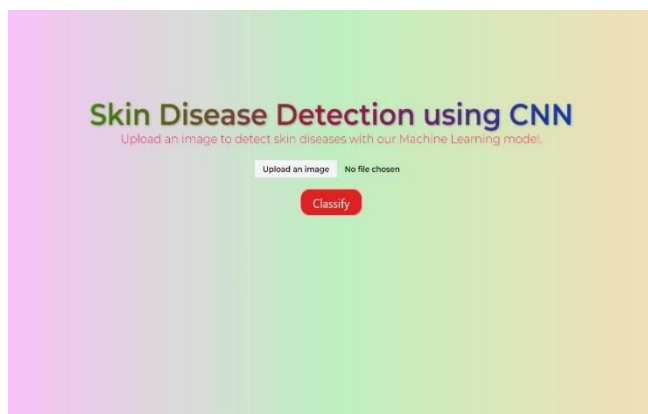 Skin Disease Detection using CNN
Upload an image to detect skin diseases with our Machine Learning model.
Upload an image No file chosen
Classify